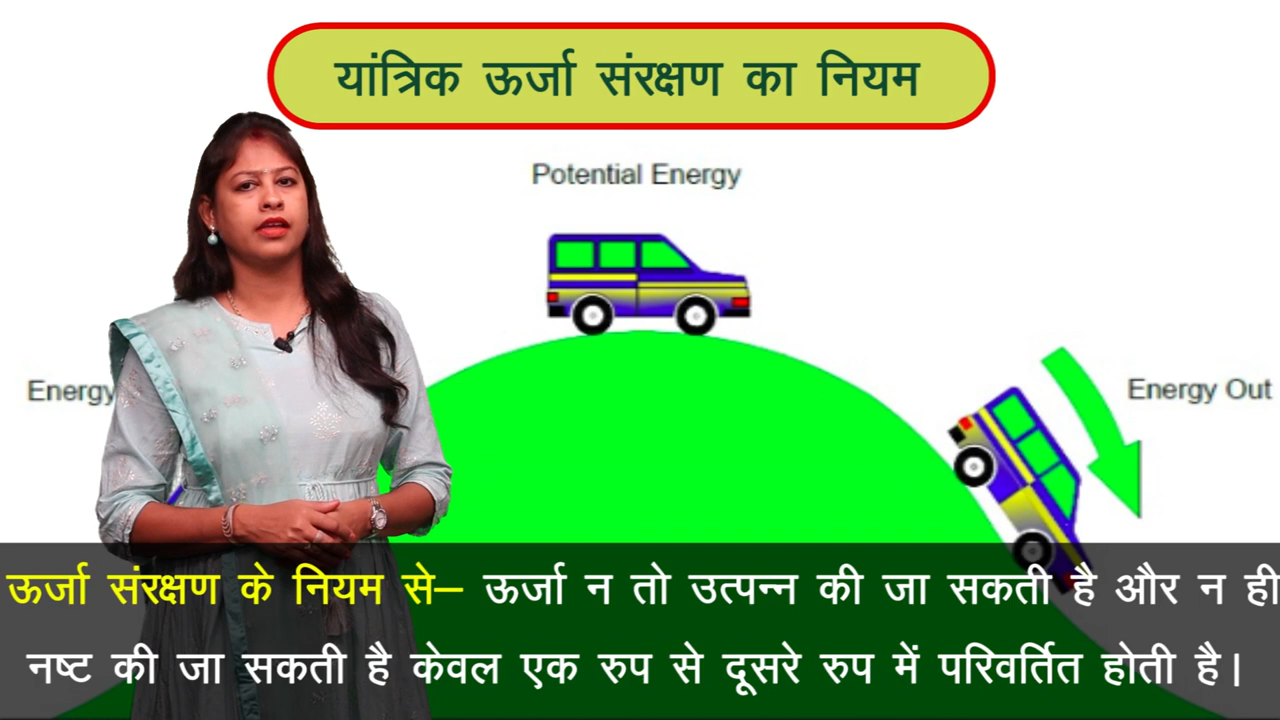 यांत्रिक ऊर्जा संरक्षण का नियम
Potential Energy
Energy
Energy Out
ऊर्जा संरक्षण के नियम से– ऊर्जा न तो उत्पन्न की जा सकती है और न ही
नष्ट की जा सकती है केवल एक रुप से दूसरे रुप में परिवर्तित होती है।